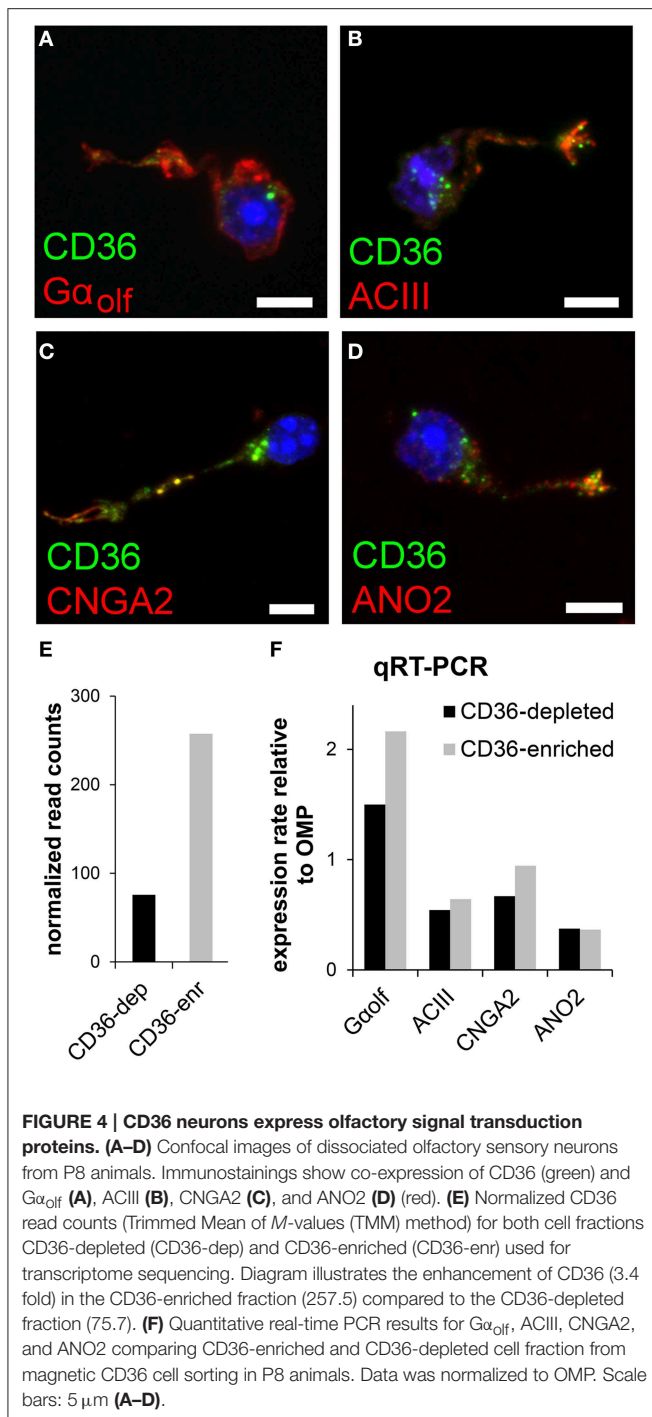 A
CD36
Gαolf
B
CD36
ACIII
C
CD36
CNGA2
D
CD36
ANO2
E
normalized read counts
300
200
100
0
CD36-dep
CD36-enr
F
qRT-PCR
CD36-depleted
CD36-enriched
expression rate relative
to OMP
2
1
0
Gαolf
ACIII
CNGA2
ANO2
FIGURE 4 | CD36 neurons express olfactory signal transduction
proteins. (A–D) Confocal images of dissociated olfactory sensory neurons
from P8 animals. Immunostainings show co-expression of CD36 (green) and
Gαolf (A), ACIII (B), CNGA2 (C), and ANO2 (D) (red). (E) Normalized CD36
read counts (Trimmed Mean of M-values (TMM) method) for both cell fractions
CD36-depleted (CD36-dep) and CD36-enriched (CD36-enr) used for
transcriptome sequencing. Diagram illustrates the enhancement of CD36 (3.4
fold) in the CD36-enriched fraction (257.5) compared to the CD36-depleted
fraction (75.7). (F) Quantitative real-time PCR results for Gαolf, ACIII, CNGA2,
and ANO2 comparing CD36-enriched and CD36-depleted cell fraction from
magnetic CD36 cell sorting in P8 animals. Data was normalized to OMP. Scale
bars: 5 μm (A–D).